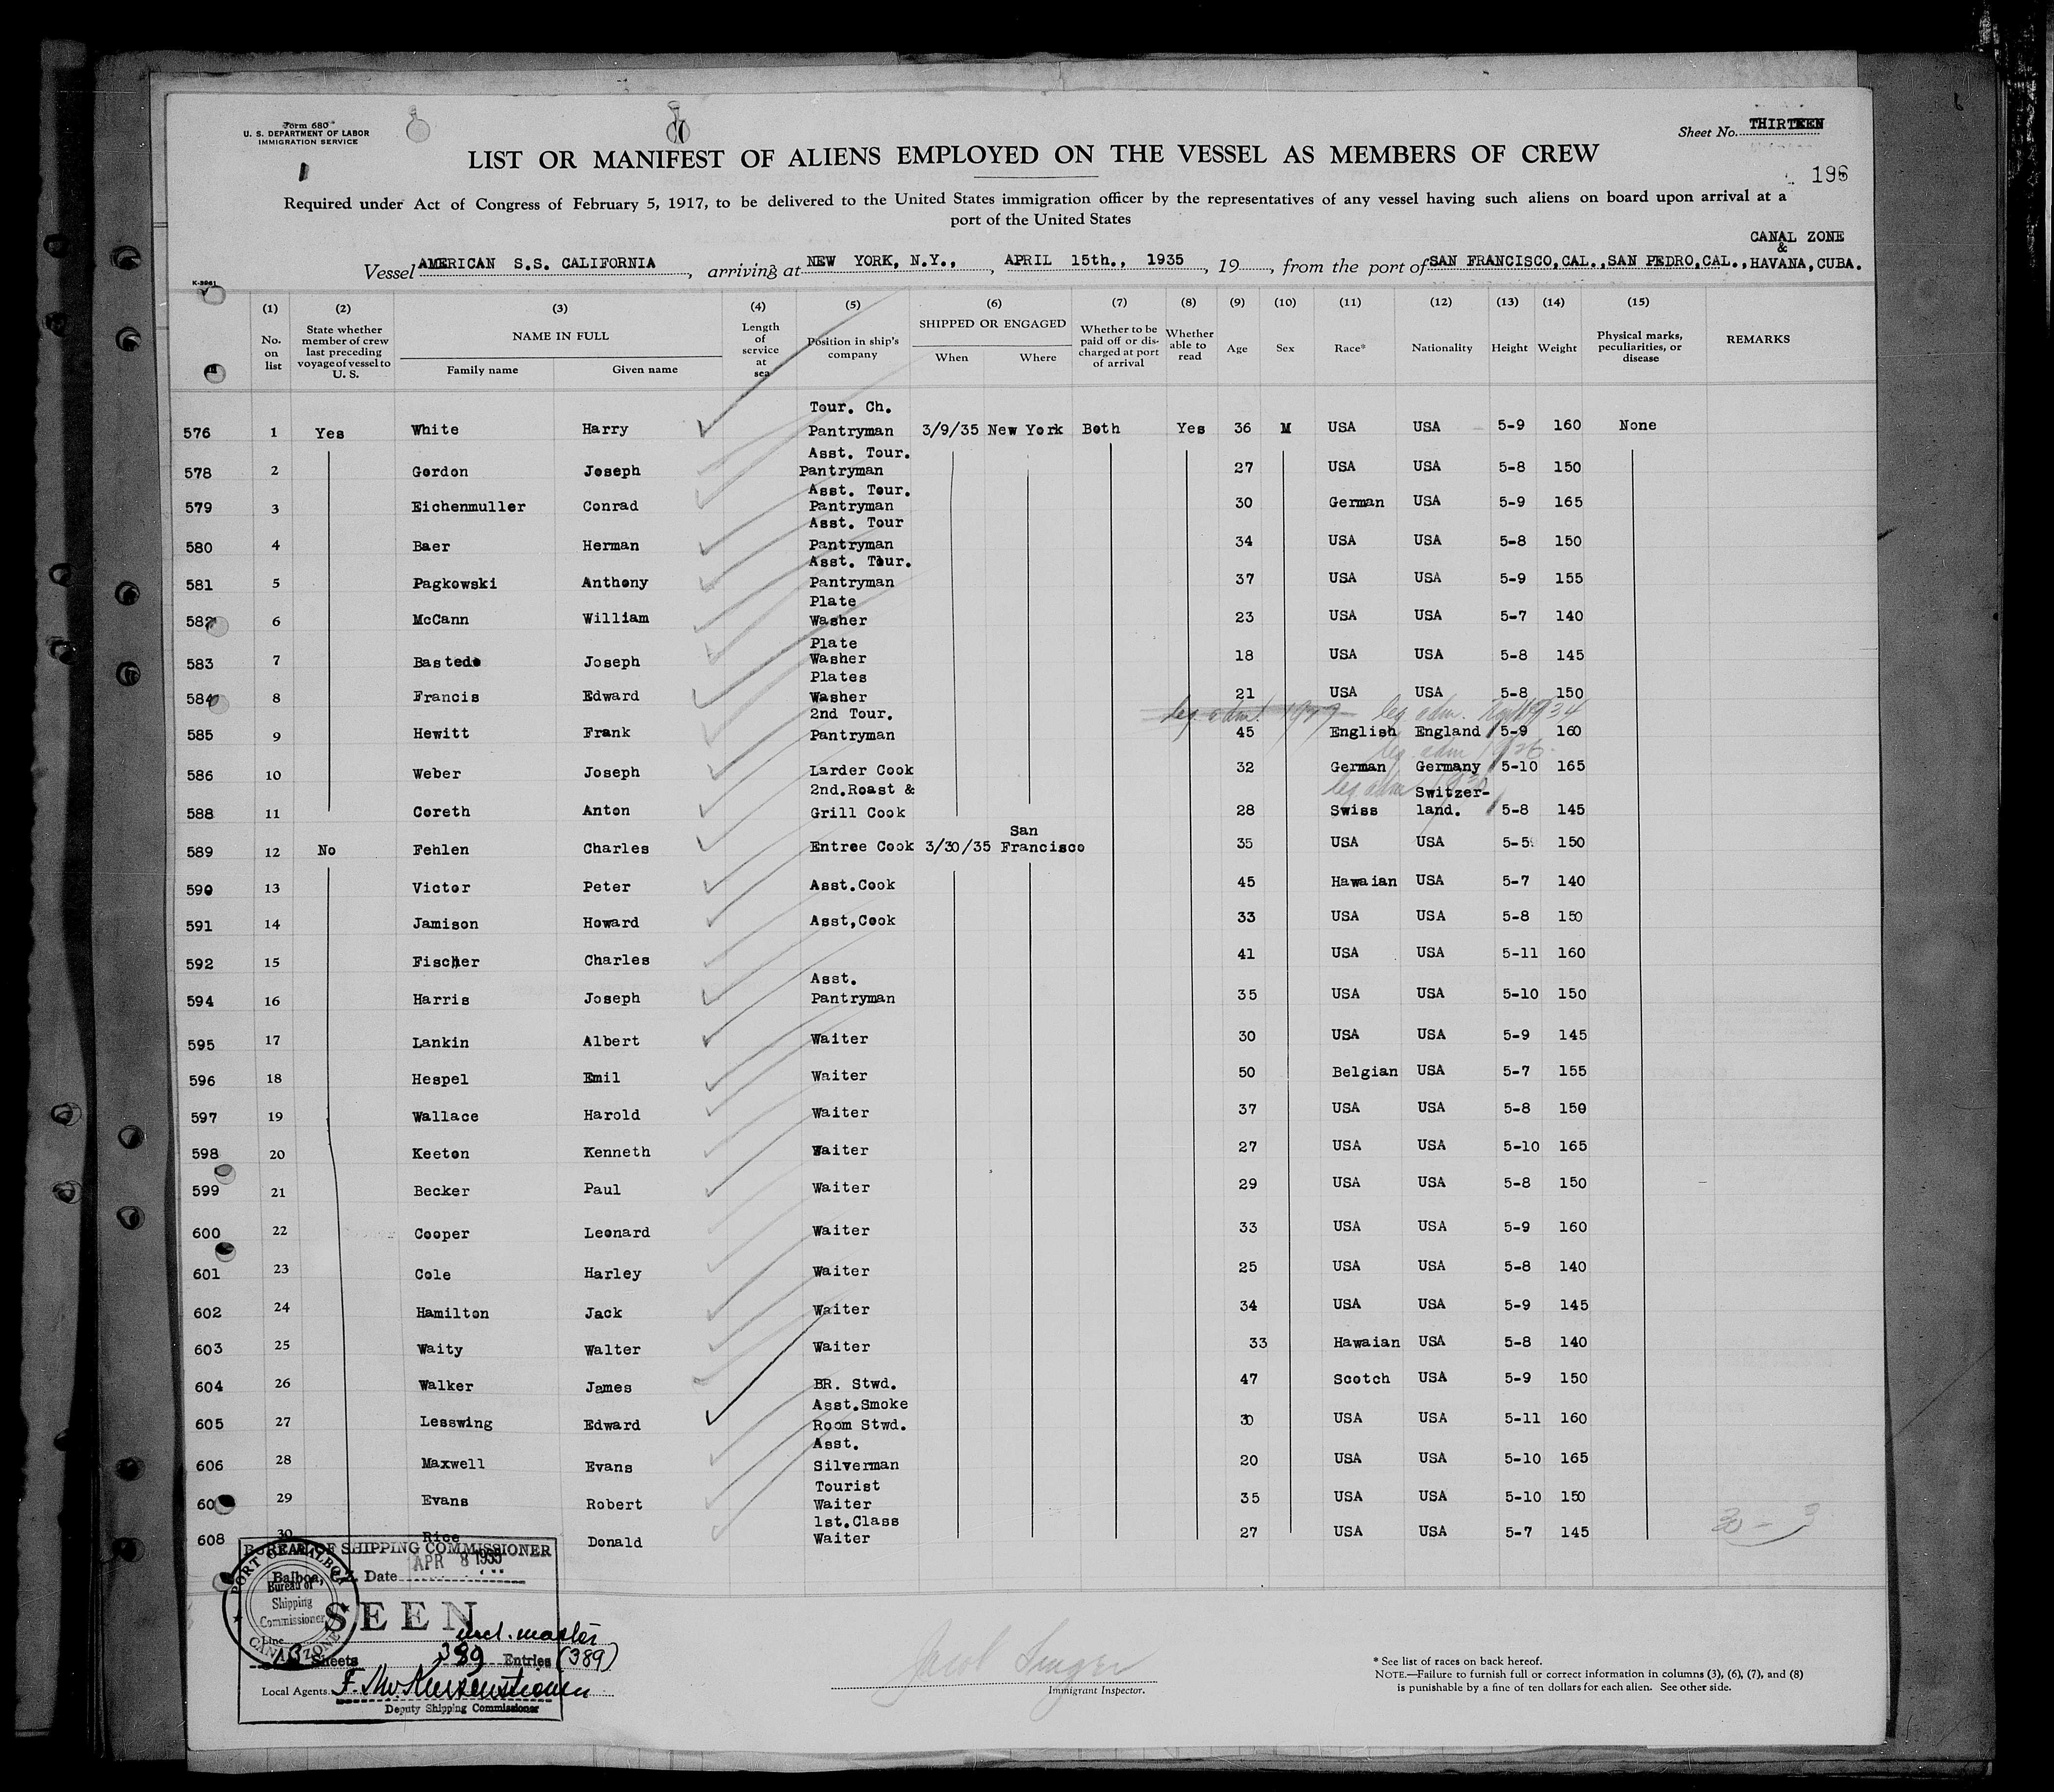 Form 680
U. S. DEPARTMENT OF LABOR
IMMIGRATION SERVICE
Sheet No. THIRTEEN
196
LIST OR MANIFEST OF ALIENS EMPLOYED ON THE VESSEL AS MEMBERS OF CREW
Required under Act of Congress of February 5, 1917, to be delivered to the United States immigration officer by the representatives of any vessel having such aliens on board upon arrival at a
port of the United States
CANAL ZONE
&
Vessel AMERICAN S.S. CALIFORNIA, arriving at NEW YORK, N.Y., APRIL 15th., 1935, 19, from the port of SAN FRANCISCO,CAL.,SAN PEDRO,CAL., HAVANA,CUBA.
(1) (2) (3) (4) (5) (6) (7) (8) (9) (10) (11) (12) (13) (14) (15)
No. on list
State whether member of crew last preceding voyage of vessel to U. S.
NAME IN FULL
Family name Given name
Length of service at sea
Position in ship's company
SHIPPED OR ENGAGED
When Where
Whether to be paid off or discharged at port of arrival
Whether able to read
Age Sex Race* Nationality Height Weight
Physical marks, peculiarities, or disease
REMARKS
Tour. Ch.
576 1 Yes White Harry Pantryman 3/9/35 New York Both Yes 36 M USA USA 5-9 160 None
Asst. Tour.
578 2 Gordon Joseph Pantryman 27 USA USA 5-8 150
Asst. Tour.
579 3 Eichenmuller Conrad Pantryman 30 German USA 5-9 165
Asst. Tour
580 4 Baer Herman Pantryman 34 USA USA 5-8 150
Asst. Tour.
581 5 Pagkowski Anthony Pantryman 37 USA USA 5-9 155
Plate
582 6 McCann William Washer 23 USA USA 5-7 140
Plate
583 7 Bastedo Joseph Washer 18 USA USA 5-8 145
Plates
584 8 Francis Edward Washer 21 USA USA 5-8 150
leg adm. 1934
2nd Tour.
585 9 Hewitt Frank Pantryman 45 English England 5-9 160
leg adm 1926
586 10 Weber Joseph Larder Cook 32 German Germany 5-10 165
leg adm 1930
2nd.Roast & Switzer-
588 11 Coreth Anton Grill Cook 28 Swiss land. 5-8 145
San
589 12 No Fehlen Charles Entree Cook 3/30/35 Francisco 35 USA USA 5-5 150
590 13 Victor Peter Asst.Cook 45 Hawaian USA 5-7 140
591 14 Jamison Howard Asst,Cook 33 USA USA 5-8 150
592 15 Fischer Charles 41 USA USA 5-11 160
Asst.
594 16 Harris Joseph Pantryman 35 USA USA 5-10 150
595 17 Lankin Albert Waiter 30 USA USA 5-9 145
596 18 Hespel Emil Waiter 50 Belgian USA 5-7 155
597 19 Wallace Harold Waiter 37 USA USA 5-8 150
598 20 Keeton Kenneth Waiter 27 USA USA 5-10 165
599 21 Becker Paul Waiter 29 USA USA 5-8 150
600 22 Cooper Leonard Waiter 33 USA USA 5-9 160
601 23 Cole Harley Waiter 25 USA USA 5-8 140
602 24 Hamilton Jack Waiter 34 USA USA 5-9 145
603 25 Waity Walter Waiter 33 Hawaian USA 5-8 140
604 26 Walker James BR. Stwd. 47 Scotch USA 5-9 150
Asst.Smoke
605 27 Lesswing Edward Room Stwd. 30 USA USA 5-11 160
Asst.
606 28 Maxwell Evans Silverman 20 USA USA 5-10 165
Tourist
60 29 Evans Robert Waiter 35 USA USA 5-10 150
1st.Class
608 30 Rice Donald Waiter 27 USA USA 5-7 145
30 - 3
BUREAU OF SHIPPING COMMISSIONER
Balboa, C.Z. Date APR 8 1935
PORT OF BALBOA
Bureau of
Shipping
Commissioner
CANAL ZONE
SEEN
Line incl. master
13 Sheets 389 Entries (389)
Local Agents
Deputy Shipping Commissioner
Jacob Singer
Immigrant Inspector.
* See list of races on back hereof.
NOTE.—Failure to furnish full or correct information in columns (3), (6), (7), and (8)
is punishable by a fine of ten dollars for each alien. See other side.